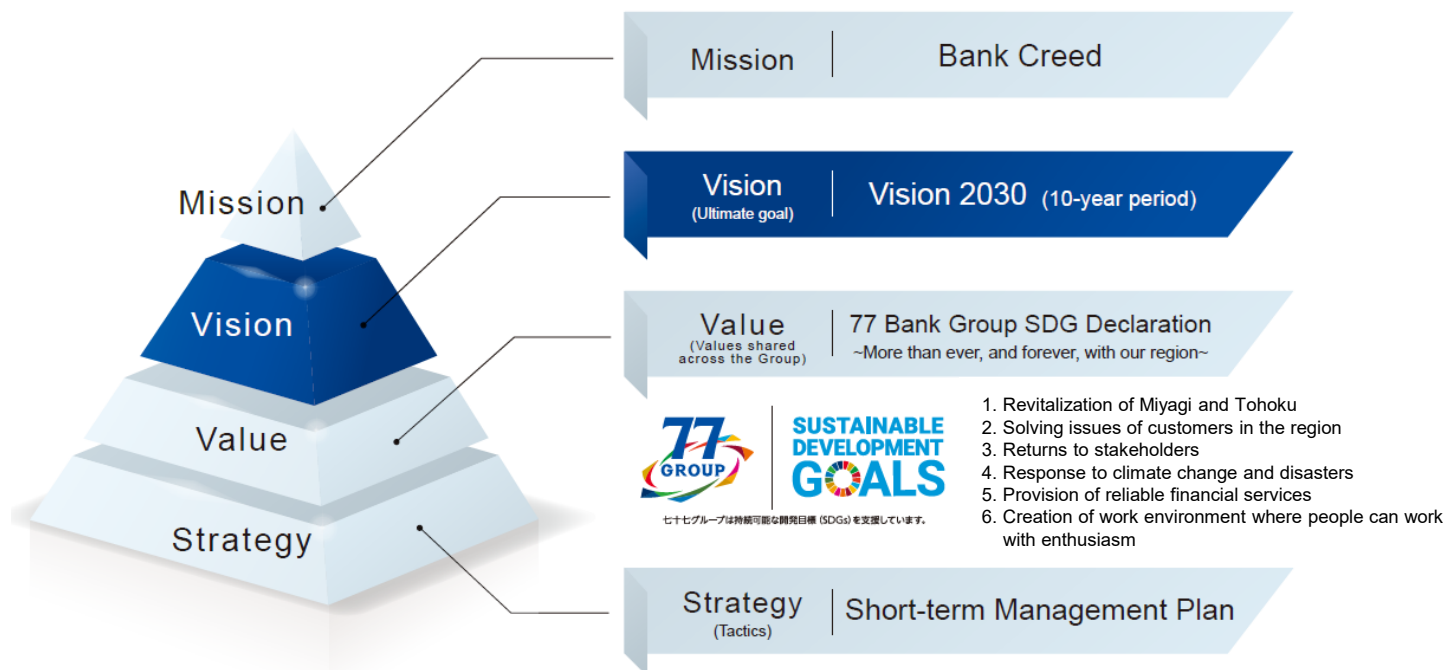 Mission
Vision
Value
Strategy
Mission
Bank Creed
Vision
(Ultimate goal)
Vision 2030 (10-year period)
Value
(Values shared
across the Group)
77 Bank Group SDG Declaration
~More than ever, and forever, with our region~
77
GROUP
SUSTAINABLE
DEVELOPMENT
GOALS
七十七グループは持続可能な開発目標(SDGs)を支援しています。
1. Revitalization of Miyagi and Tohoku
2. Solving issues of customers in the region
3. Returns to stakeholders
4. Response to climate change and disasters
5. Provision of reliable financial services
6. Creation of work environment where people can work
with enthusiasm
Strategy
(Tactics)
Short-term Management Plan